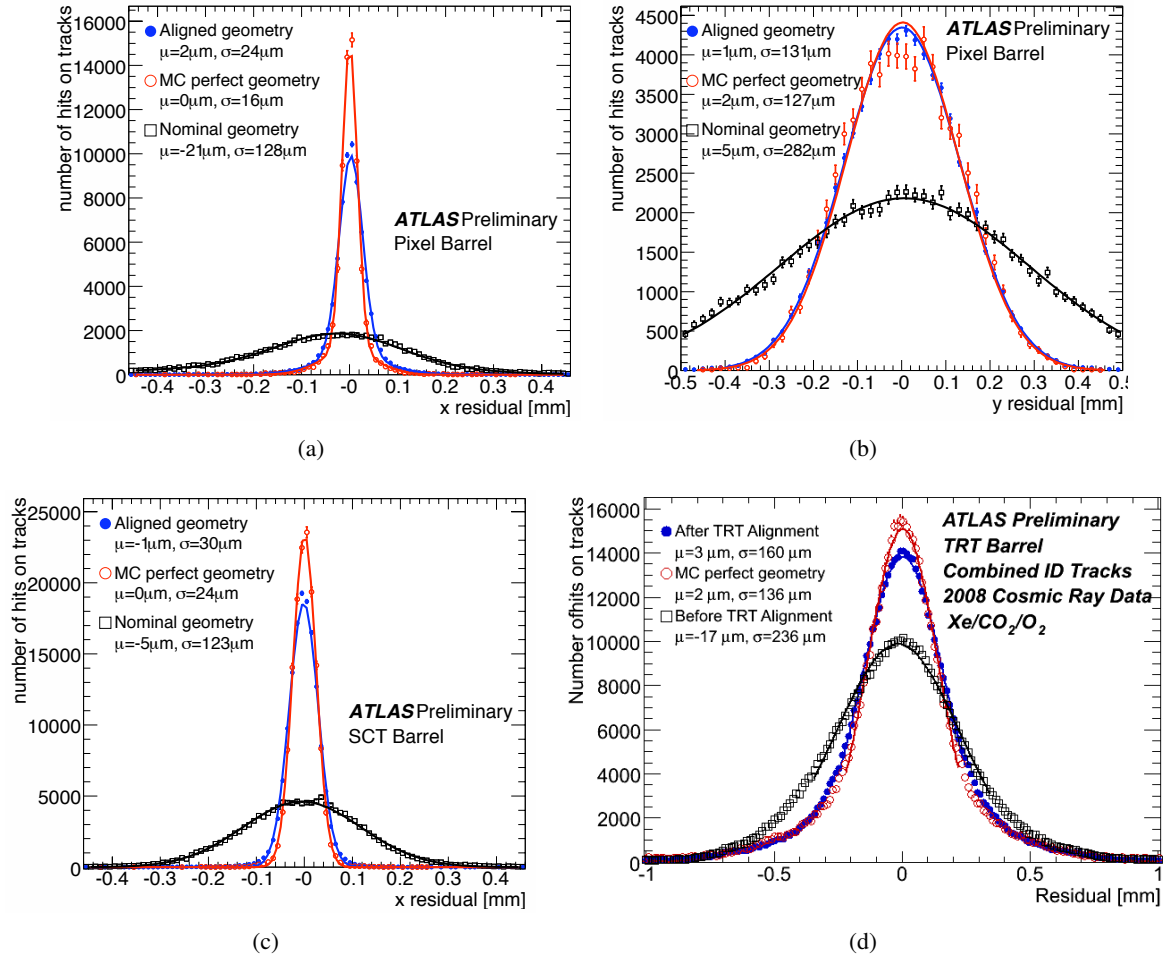 number of hits on tracks
16000
14000
12000
10000
8000
6000
4000
2000
0
Aligned geometry
μ=2μm, σ=24μm
MC perfect geometry
μ=0μm, σ=16μm
Nominal geometry
μ=-21μm, σ=128μm
ATLAS Preliminary
Pixel Barrel
-0.4 -0.3 -0.2 -0.1 -0 0.1 0.2 0.3 0.4
x residual [mm]
(a)
number of hits on tracks
4500
4000
3500
3000
2500
2000
1500
1000
500
0
Aligned geometry
μ=1μm, σ=131μm
MC perfect geometry
μ=2μm, σ=127μm
Nominal geometry
μ=5μm, σ=282μm
ATLAS Preliminary
Pixel Barrel
-0.5 -0.4 -0.3 -0.2 -0.1 -0 0.1 0.2 0.3 0.4 0.5
y residual [mm]
(b)
number of hits on tracks
25000
20000
15000
10000
5000
0
Aligned geometry
μ=-1μm, σ=30μm
MC perfect geometry
μ=0μm, σ=24μm
Nominal geometry
μ=-5μm, σ=123μm
ATLAS Preliminary
SCT Barrel
-0.4 -0.3 -0.2 -0.1 -0 0.1 0.2 0.3 0.4
x residual [mm]
(c)
Number ofhits on tracks
16000
14000
12000
10000
8000
6000
4000
2000
0
After TRT Alignment
μ=3 μm, σ=160 μm
MC perfect geometry
μ=2 μm, σ=136 μm
Before TRT Alignment
μ=-17 μm, σ=236 μm
ATLAS Preliminary
TRT Barrel
Combined ID Tracks
2008 Cosmic Ray Data
Xe/CO₂/O₂
-1 -0.5 0 0.5 1
Residual [mm]
(d)